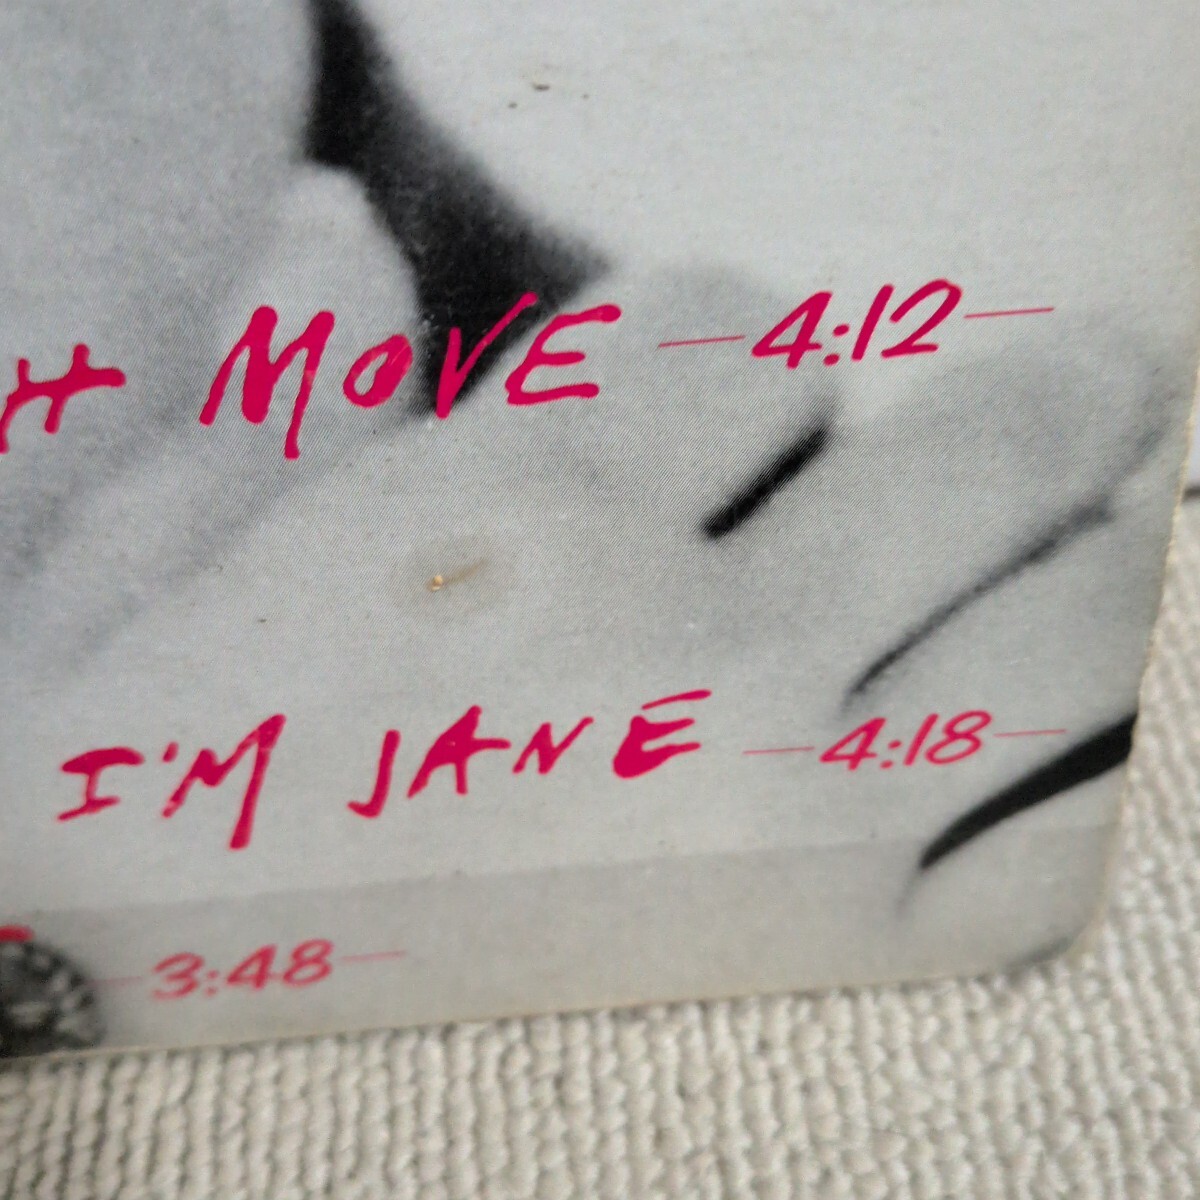 H MOVE —4:12—
I'M JANE —4:18—
—3:48—